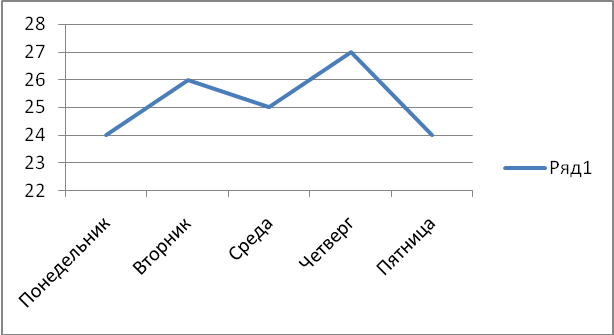 28
27
26
25
24
23
22
Понедельник
Вторник
Среда
Четверг
Пятница
Ряд1